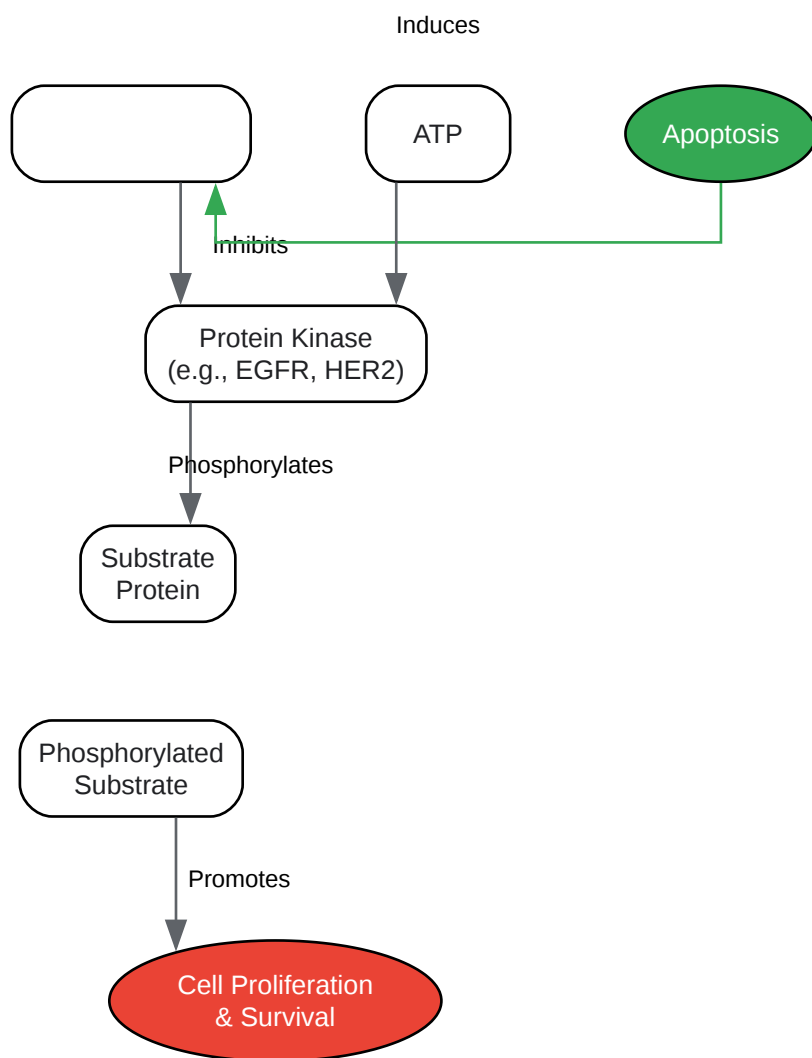 Induces
ATP
Apoptosis
Inhibits
Protein Kinase
(e.g., EGFR, HER2)
Phosphorylates
Substrate
Protein
Phosphorylated
Substrate
Promotes
Cell Proliferation
& Survival